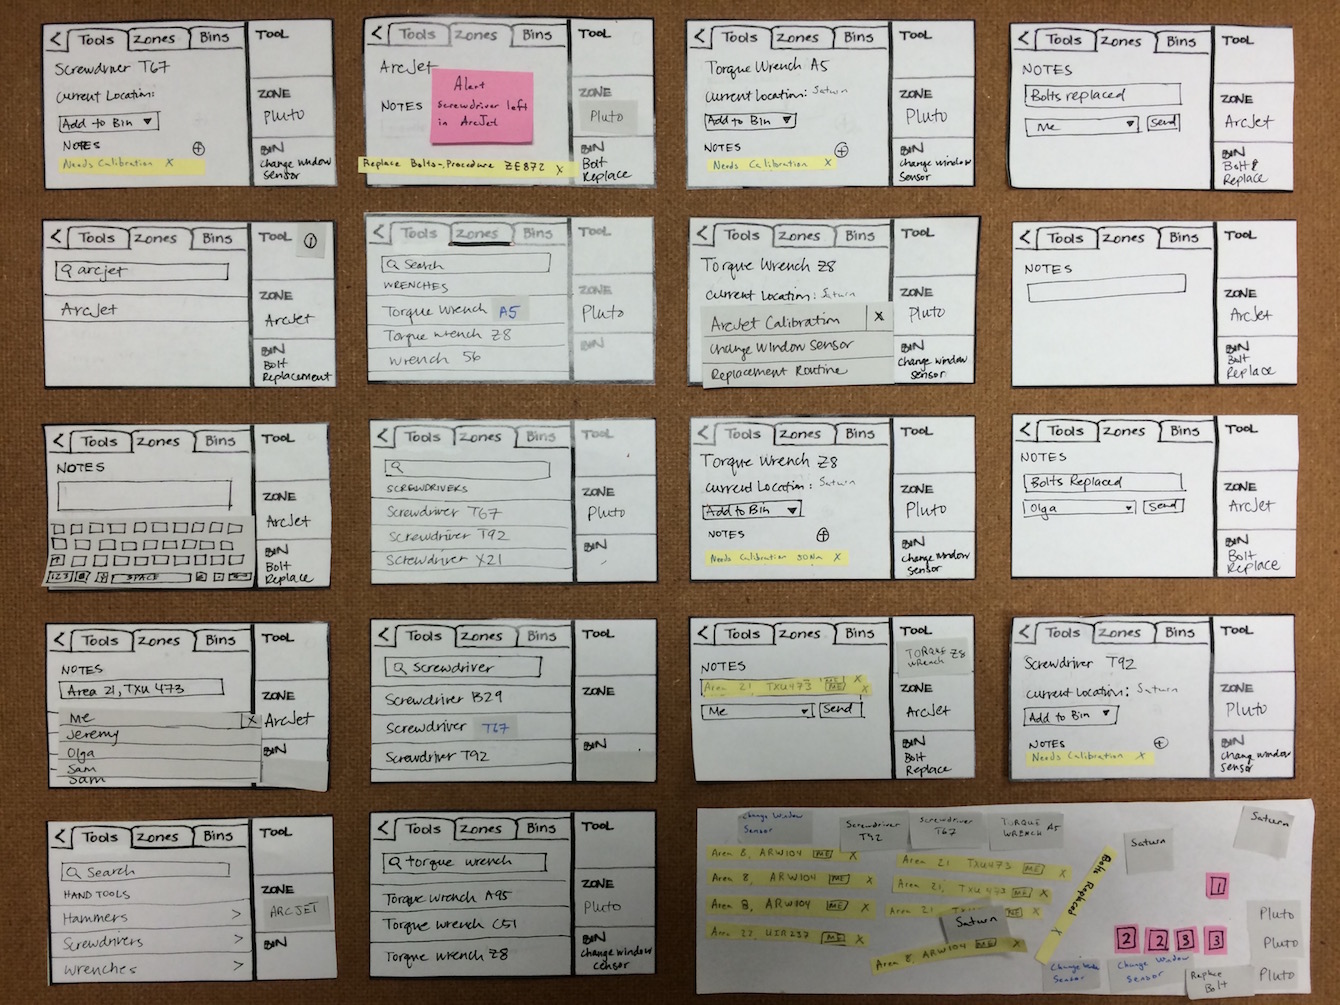 < Tools Zones Bins
Screwdriver T67
Current Location:
Add to Bin ▼
NOTES +
Needs Calibration X
TOOL
ZONE
Pluto
BIN
Change Window
Sensor
< Tools Zones Bins
ArcJet
NOTES
Alert
Screwdriver left
in ArcJet
Replace Bolts-Procedure ZE872 X
TOOL
ZONE
Pluto
BIN
Bolt
Replace
< Tools Zones Bins
Torque Wrench A5
Current Location: Saturn
Add to Bin ▼
NOTES +
Needs Calibration X
TOOL
ZONE
Pluto
BIN
Change Window
Sensor
< Tools Zones Bins
NOTES
Bolts replaced
Me ▼ Send
TOOL
ZONE
ArcJet
BIN
Bolt
Replace
< Tools Zones Bins
arcjet
ArcJet
TOOL
ZONE
ArcJet
BIN
Bolt
Replacement
< Tools Zones Bins
Search
WRENCHES
Torque Wrench A5
Torque Wrench Z8
Wrench 56
TOOL
ZONE
Pluto
BIN
< Tools Zones Bins
Torque Wrench Z8
Current Location: Saturn
ArcJet Calibration X
Change Window Sensor
Replacement Routine
TOOL
ZONE
Pluto
BIN
Change Window
Sensor
< Tools Zones Bins
NOTES
TOOL
ZONE
ArcJet
BIN
Bolt
Replace
< Tools Zones Bins
NOTES
123 SPACE
TOOL
ZONE
ArcJet
BIN
Bolt
Replace
< Tools Zones Bins
SCREWDRIVERS
Screwdriver T67
Screwdriver T92
Screwdriver X21
TOOL
ZONE
Pluto
BIN
< Tools Zones Bins
Torque Wrench Z8
Current Location: Saturn
Add to Bin ▼
NOTES +
Needs Calibration 30Nm X
TOOL
ZONE
Pluto
BIN
Change Window
Sensor
< Tools Zones Bins
NOTES
Bolts Replaced
Olga ▼ Send
TOOL
ZONE
ArcJet
BIN
Bolt
Replace
< Tools Zones Bins
NOTES
Area 21, TXU 473
Me X
Jeremy
Olga
Sam
Sam
TOOL
ZONE
ArcJet
BIN
< Tools Zones Bins
Screwdriver
Screwdriver B29
Screwdriver T67
Screwdriver T92
TOOL
ZONE
BIN
< Tools Zones Bins
NOTES
Area 21 TXU473 ME X
Me ▼ Send
TOOL
TORQUE Z8
WRENCH
ZONE
ArcJet
BIN
Bolt
Replace
< Tools Zones Bins
Screwdriver T92
Current Location: Saturn
Add to Bin ▼
NOTES +
Needs Calibration X
TOOL
ZONE
Pluto
BIN
Change Window
Sensor
< Tools Zones Bins
Search
HAND TOOLS
Hammers >
Screwdrivers >
Wrenches >
TOOL
ZONE
ARCJET
BIN
< Tools Zones Bins
torque wrench
Torque Wrench A95
Torque Wrench C51
Torque Wrench Z8
TOOL
ZONE
Pluto
BIN
Change Window
Censor
Change Window
Sensor
Screwdriver
T92
Screwdriver
T67
TORQUE
WRENCH A5
Saturn
Saturn
Area 8, ARW104 ME X
Area 8, ARW104 ME X
Area 8, ARW104 ME X
Area 22, UIR237 ME X
Area 21 TXU473 ME X
Area 21, TXU473 ME X
Area 21 ME X
Saturn
Area 8, ARW104 ME X
Bolts Replaced X
1
2 2 3 3
Pluto
Pluto
Pluto
Change Window
Sensor
Change Window
Sensor
Replace
Bolt